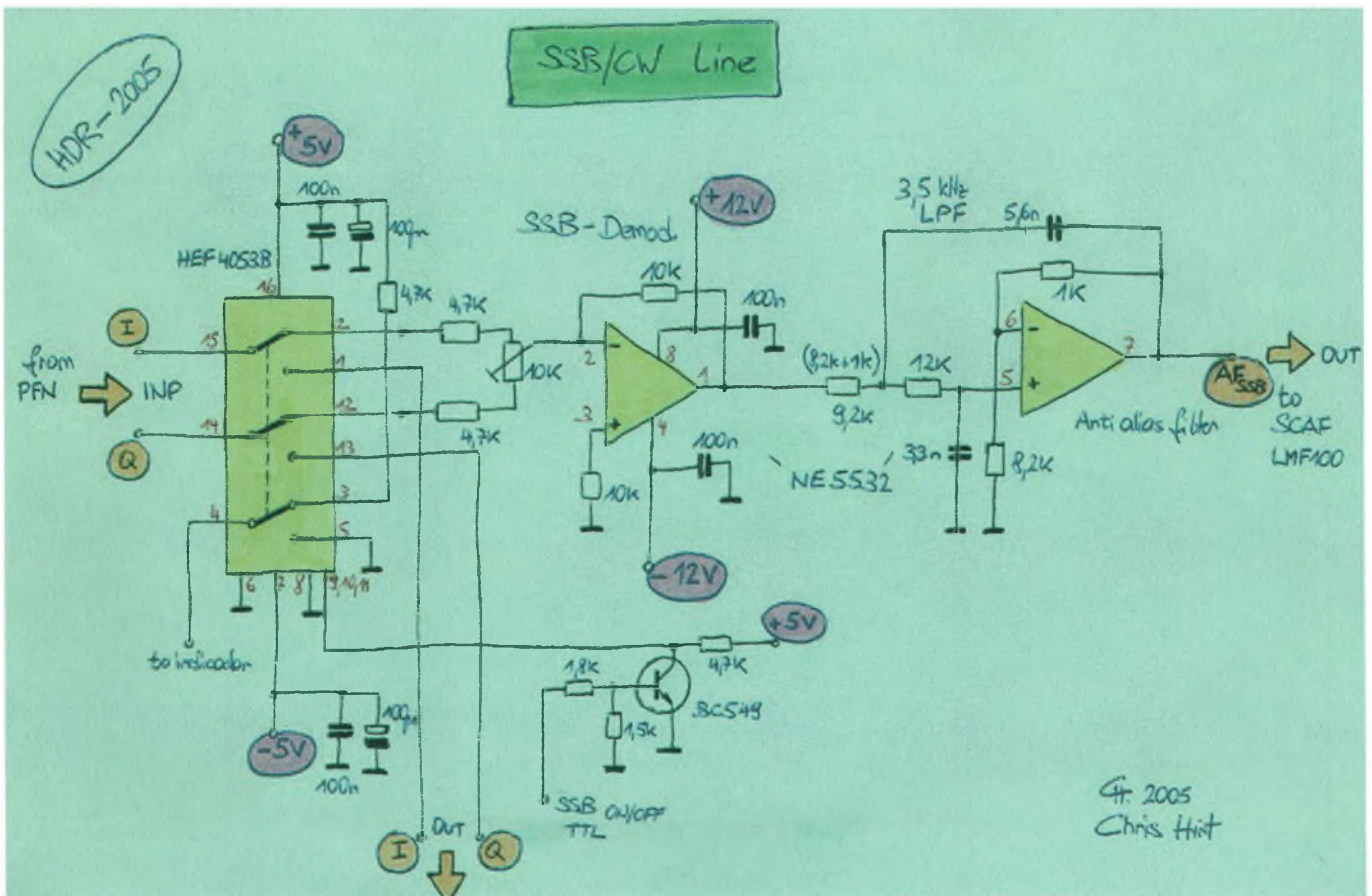 HDR-2005
SSB/CW Line
+5V
100n
100µ
HEF4053B
16
4,7K
I
15
2
4,7K
from
PFN
INP
1
10K
12
14
4,7K
Q
13
3
4
5
6
7
8
9,10,11
to indicador
-5V
100n
100µ
I
OUT
Q
SSB-Demod.
+12V
10K
100n
2
8
1
3
4
10K
100n
'NE5532'
-12V
+5V
4,7K
1,8K
BC549
1,5K
SSB ON/OFF
TTL
3,5 kHz
LPF
5,6n
1K
(8,2k+1k)
9,2K
12K
6
5
7
3,3n
8,2K
Anti alias filter
AF SSB
OUT
to
SCAF
LMF100
CH. 2005
Chris Hirt